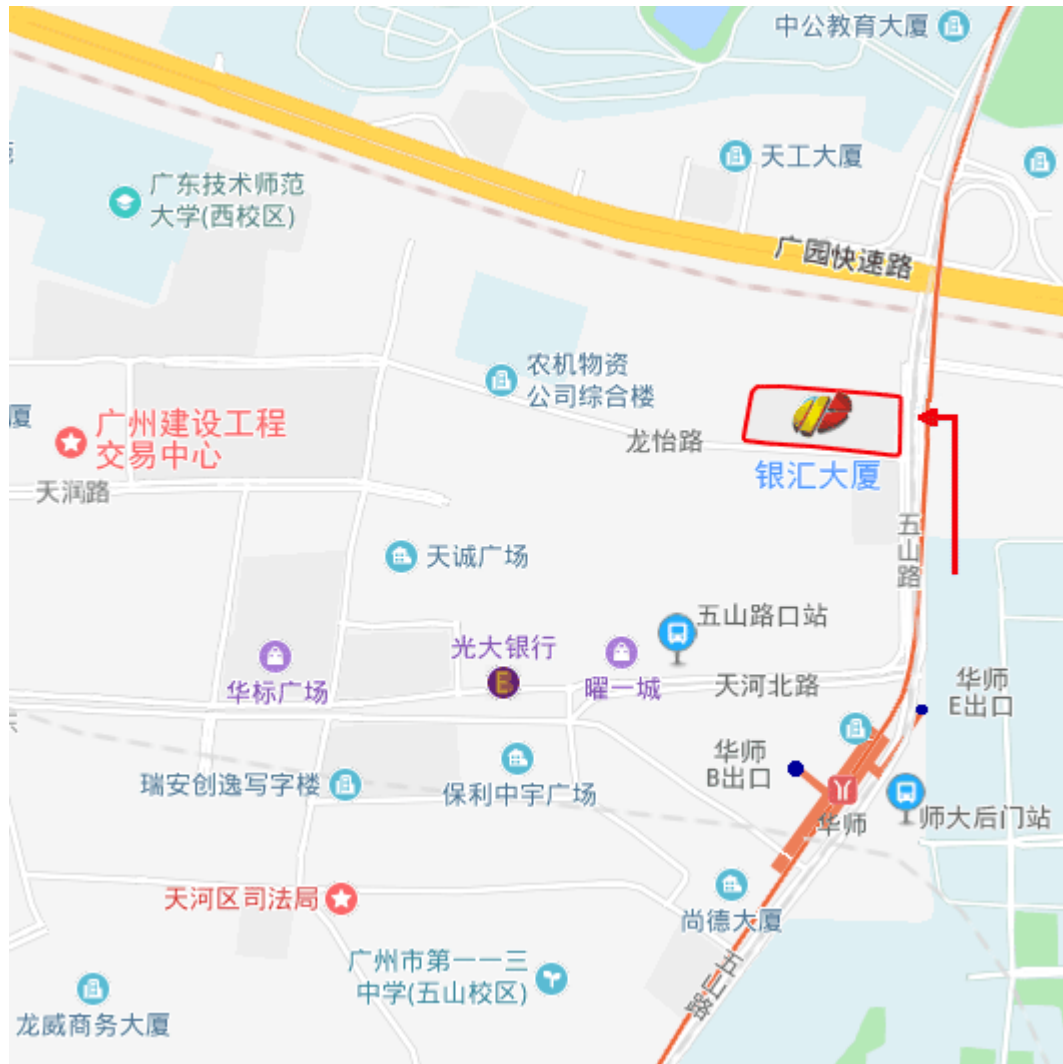 中公教育大厦
天工大厦
广东技术师范
大学(西校区)
广园快速路
农机物资
公司综合楼
厦
广州建设工程
交易中心
龙怡路
银汇大厦
天润路
五山路
天诚广场
五山路口站
光大银行
华标广场
曜一城
天河北路
华师
E出口
华师
B出口
瑞安创逸写字楼
保利中宇广场
华师
师大后门站
天河区司法局
尚德大厦
广州市第一一三
中学(五山校区)
五山路
龙威商务大厦